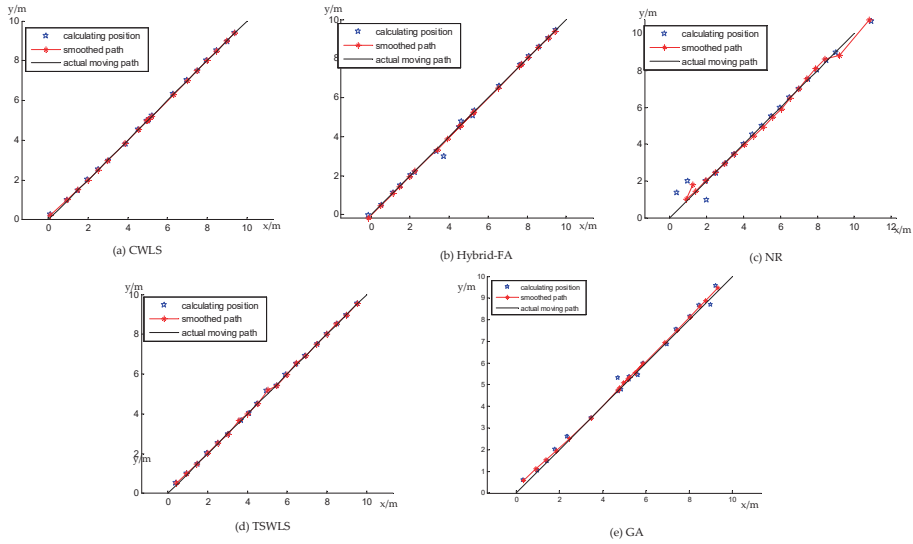 y/m
10
8
6
4
2
0
calculating position
smoothed path
actual moving path
0 2 4 6 8 10
x/m
(a) CWLS
y/m
10
8
6
4
2
0
calculating position
smoothed path
actual moving path
0 2 4 6 8 10
x/m
(b) Hybrid-FA
y/m
10
8
6
4
2
0
calculating position
smoothed path
actual moving path
0 2 4 6 8 10 12
x/m
(c) NR
y/m
10
8
6
4
2
y/m
0
calculating position
smoothed path
actual moving path
0 2 4 6 8 10
x/m
(d) TSWLS
y/m
10
9
8
7
6
5
4
3
2
1
0
calculating position
smoothed path
actual moving path
0 2 4 6 8 10
x/m
(e) GA